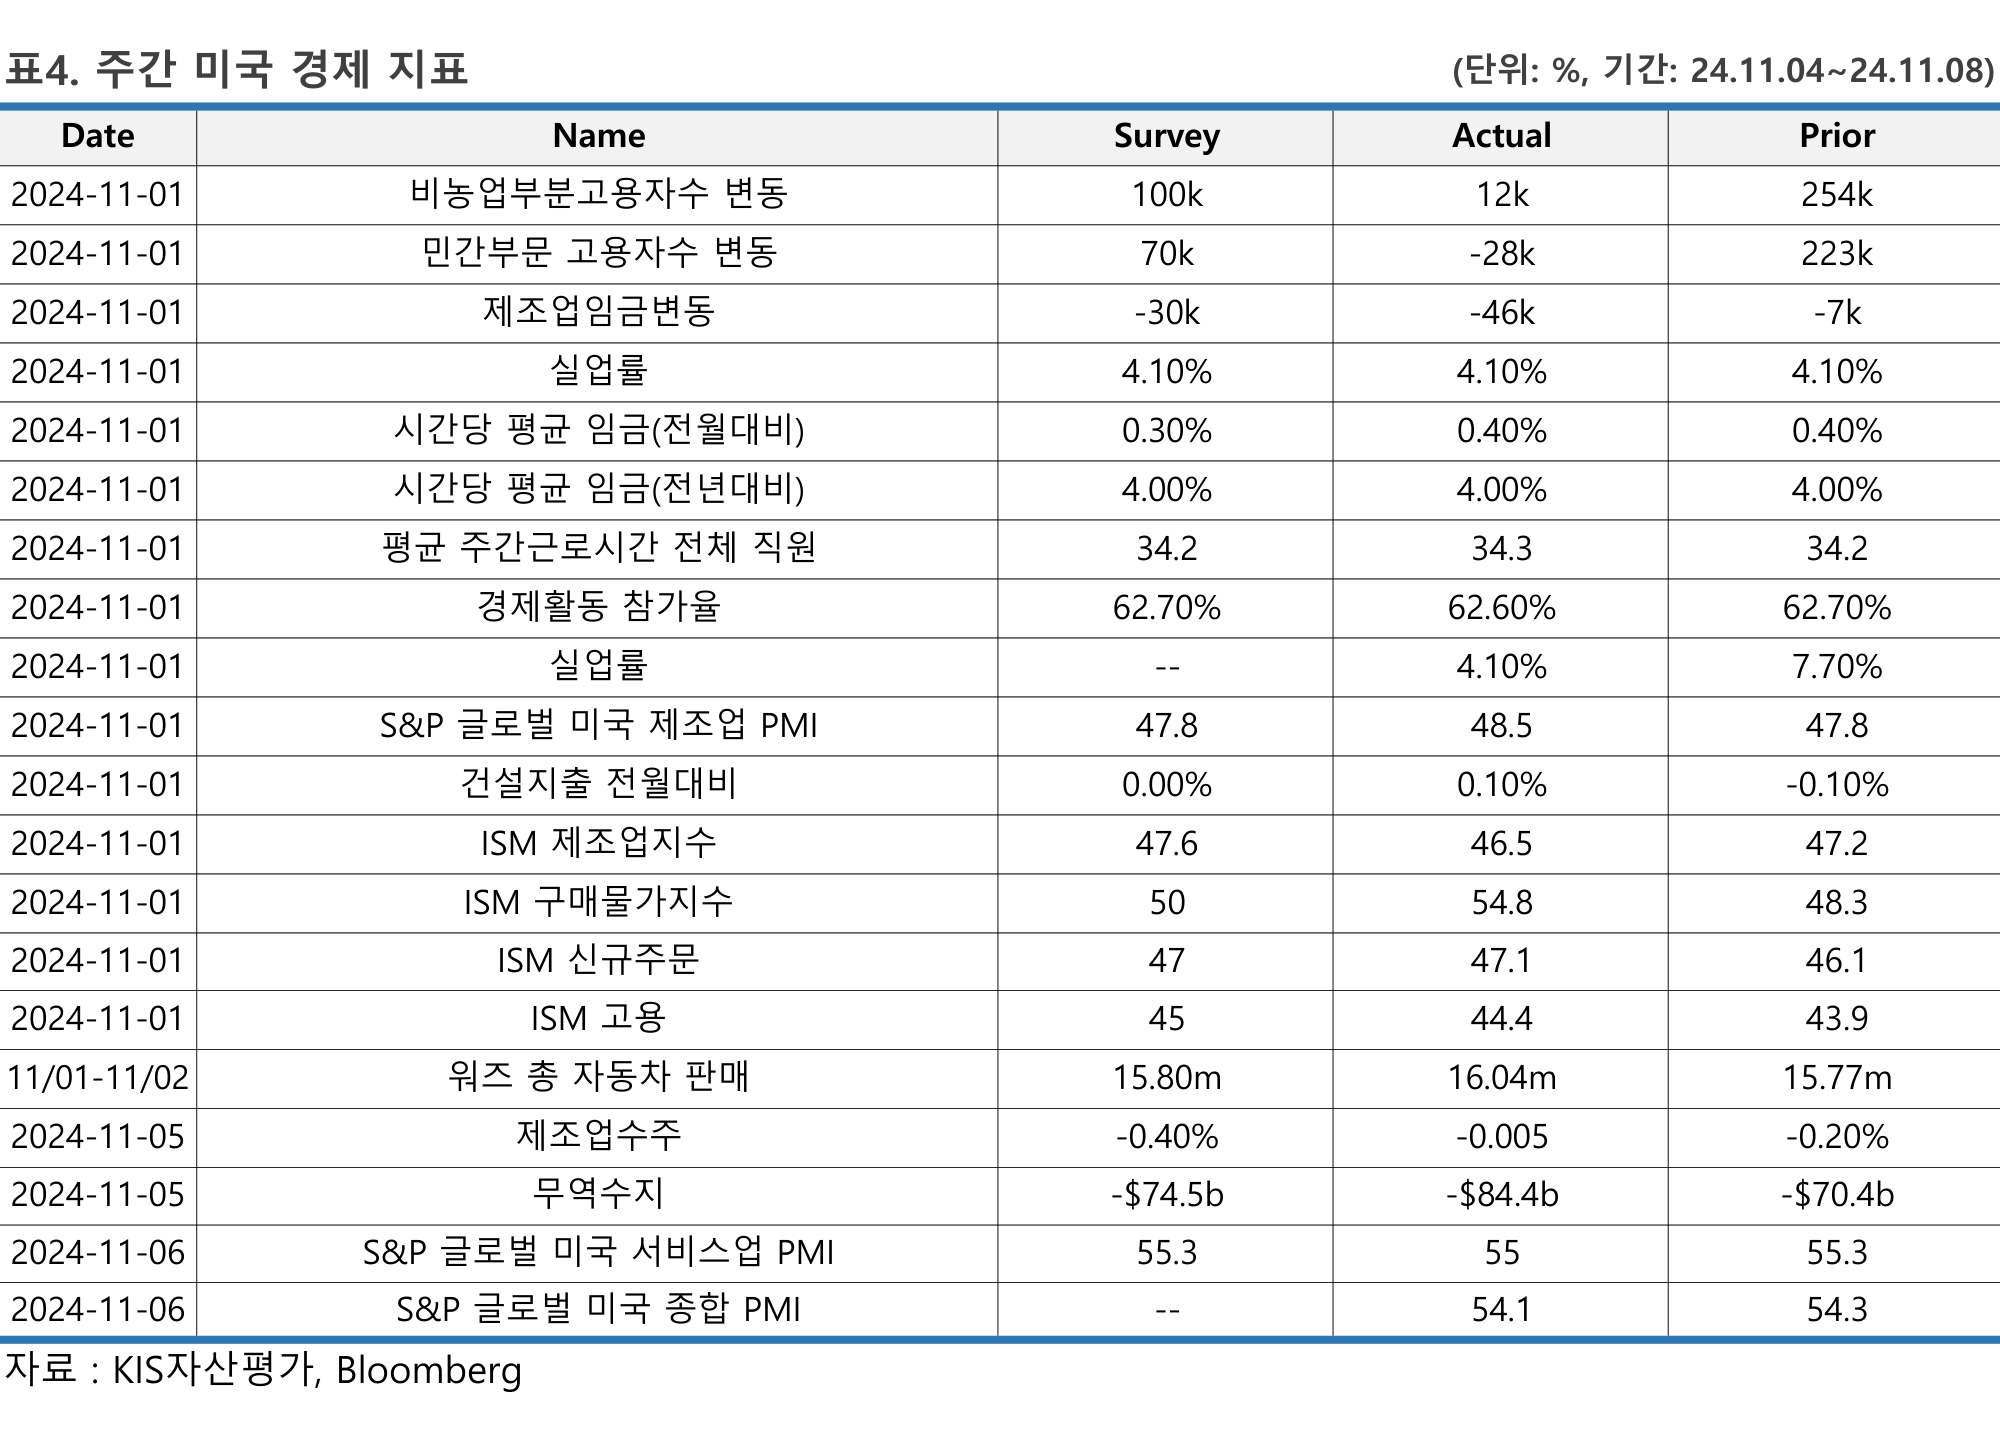 표4. 주간 미국 경제 지표 (단위: %, 기간: 24.11.04~24.11.08)
Date Name Survey Actual Prior
2024-11-01 비농업부분고용자수 변동 100k 12k 254k
2024-11-01 민간부문 고용자수 변동 70k -28k 223k
2024-11-01 제조업임금변동 -30k -46k -7k
2024-11-01 실업률 4.10% 4.10% 4.10%
2024-11-01 시간당 평균 임금(전월대비) 0.30% 0.40% 0.40%
2024-11-01 시간당 평균 임금(전년대비) 4.00% 4.00% 4.00%
2024-11-01 평균 주간근로시간 전체 직원 34.2 34.3 34.2
2024-11-01 경제활동 참가율 62.70% 62.60% 62.70%
2024-11-01 실업률 -- 4.10% 7.70%
2024-11-01 S&P 글로벌 미국 제조업 PMI 47.8 48.5 47.8
2024-11-01 건설지출 전월대비 0.00% 0.10% -0.10%
2024-11-01 ISM 제조업지수 47.6 46.5 47.2
2024-11-01 ISM 구매물가지수 50 54.8 48.3
2024-11-01 ISM 신규주문 47 47.1 46.1
2024-11-01 ISM 고용 45 44.4 43.9
11/01-11/02 워즈 총 자동차 판매 15.80m 16.04m 15.77m
2024-11-05 제조업수주 -0.40% -0.005 -0.20%
2024-11-05 무역수지 -$74.5b -$84.4b -$70.4b
2024-11-06 S&P 글로벌 미국 서비스업 PMI 55.3 55 55.3
2024-11-06 S&P 글로벌 미국 종합 PMI -- 54.1 54.3
자료 : KIS자산평가, Bloomberg